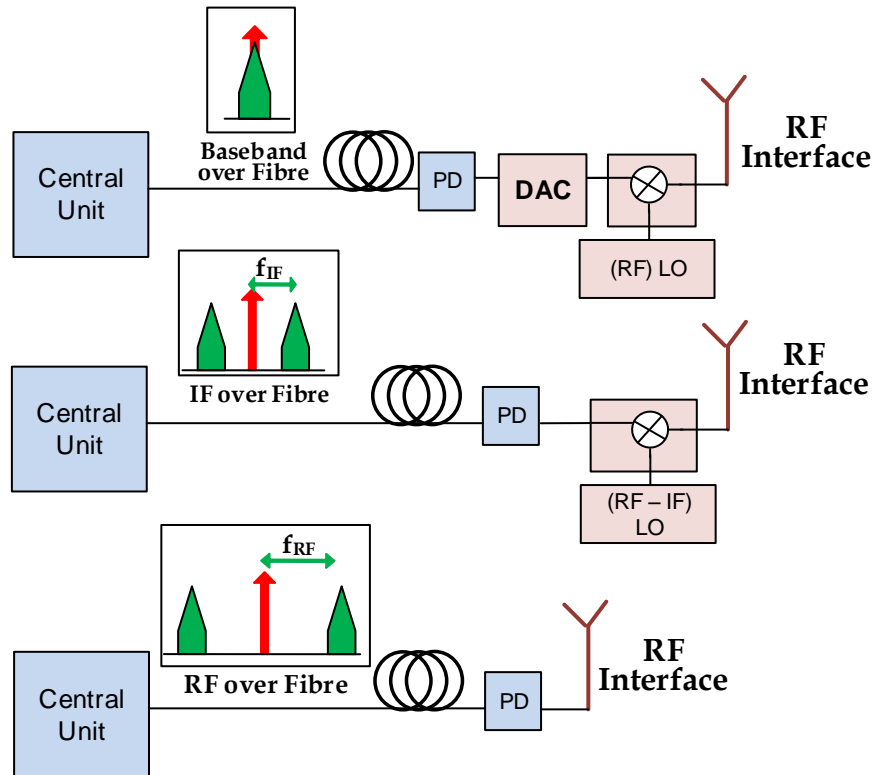 Central
Unit
Baseband
over Fibre
PD
DAC
(RF) LO
RF
Interface
Central
Unit
fIF
IF over Fibre
PD
(RF – IF)
LO
RF
Interface
Central
Unit
fRF
RF over Fibre
PD
RF
Interface